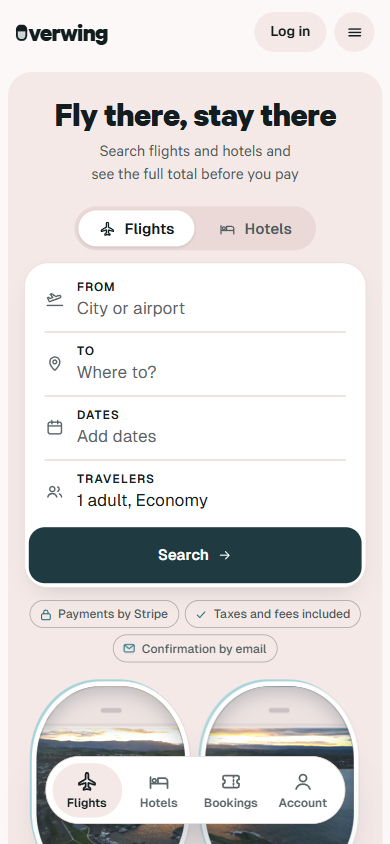 overwing
Log in
Fly there, stay there
Search flights and hotels and
see the full total before you pay
Flights
Hotels
FROM
City or airport
TO
Where to?
DATES
Add dates
TRAVELERS
1 adult, Economy
Search
Payments by Stripe
Taxes and fees included
Confirmation by email
Flights
Hotels
Bookings
Account